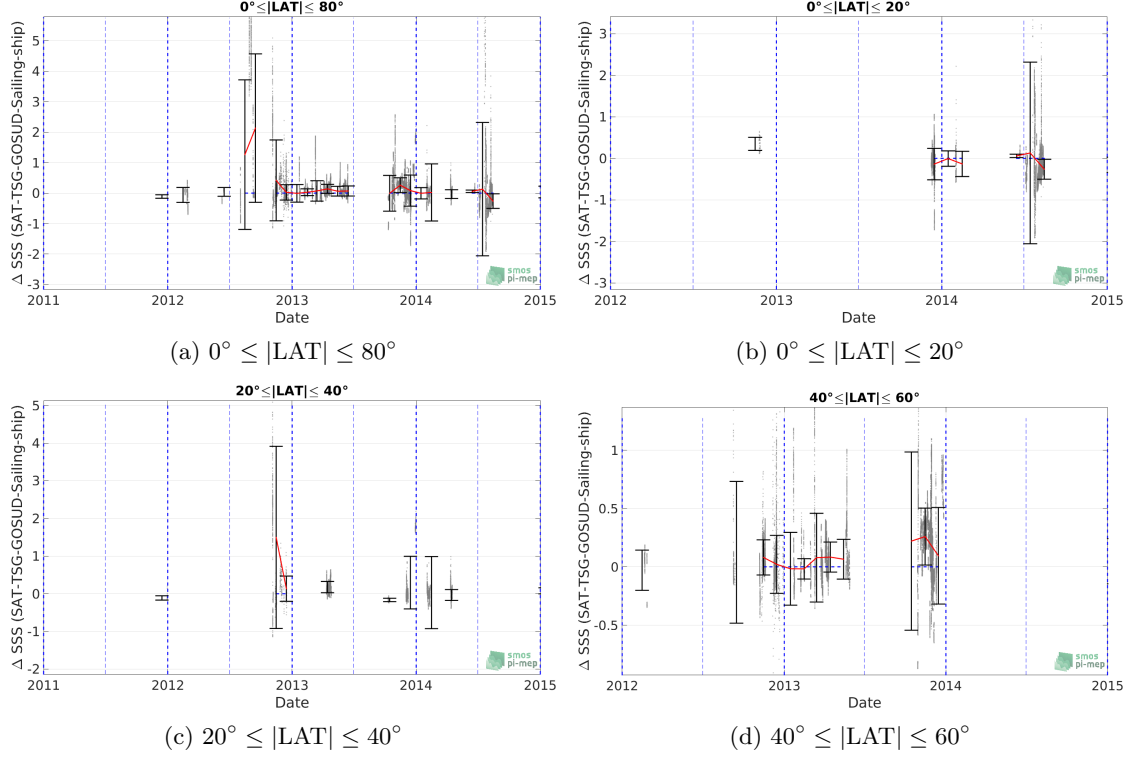 0°≤|LAT|≤ 80°
Δ SSS (SAT-TSG-GOSUD-Sailing-ship)
5
4
3
2
1
0
-1
-2
-3
2011
2012
2013
2014
2015
Date
smos
pi-mep
(a) 0° ≤ |LAT| ≤ 80°
0°≤|LAT|≤ 20°
Δ SSS (SAT-TSG-GOSUD-Sailing-ship)
3
2
1
0
-1
-2
-3
2012
2013
2014
2015
Date
smos
pi-mep
(b) 0° ≤ |LAT| ≤ 20°
20°≤|LAT|≤ 40°
Δ SSS (SAT-TSG-GOSUD-Sailing-ship)
5
4
3
2
1
0
-1
-2
2011
2012
2013
2014
2015
Date
smos
pi-mep
(c) 20° ≤ |LAT| ≤ 40°
40°≤|LAT|≤ 60°
Δ SSS (SAT-TSG-GOSUD-Sailing-ship)
1
0.5
0
-0.5
2012
2013
2014
2015
Date
smos
pi-mep
(d) 40° ≤ |LAT| ≤ 60°